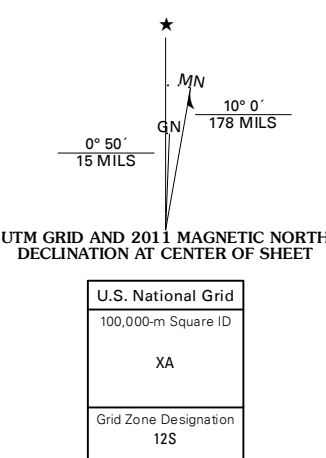 ★
MN
GN
10° 0´
178 MILS
0° 50´
15 MILS
UTM GRID AND 2011 MAGNETIC NORTH
DECLINATION AT CENTER OF SHEET
U.S. National Grid
100,000-m Square ID
XA
Grid Zone Designation
12S